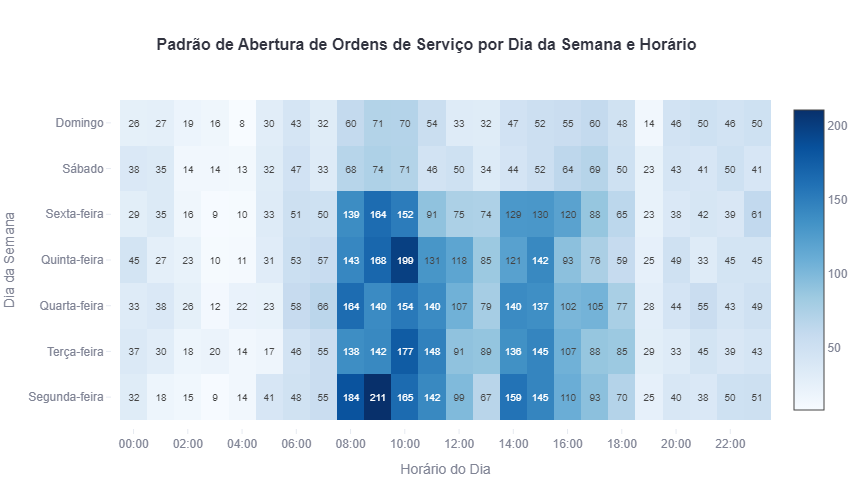 Padrão de Abertura de Ordens de Serviço por Dia da Semana e Horário
Domingo 26 27 19 16 8 30 43 32 60 71 70 54 33 32 47 52 55 60 48 14 46 50 46 50
Sábado 38 35 14 14 13 32 47 33 68 74 71 46 50 34 44 52 64 69 50 23 43 41 50 41
Sexta-feira 29 35 16 9 10 33 51 50 139 164 152 91 75 74 129 130 120 88 65 23 38 42 39 61
Quinta-feira 45 27 23 10 11 31 53 57 143 168 199 131 118 85 121 142 93 76 59 25 49 33 45 45
Quarta-feira 33 38 26 12 22 23 58 66 164 140 154 140 107 79 140 137 102 105 77 28 44 55 43 49
Terça-feira 37 30 18 20 14 17 46 55 138 142 177 148 91 89 136 145 107 88 85 29 33 45 39 43
Segunda-feira 32 18 15 9 14 41 48 55 184 211 165 142 99 67 159 145 110 93 70 25 40 38 50 51
00:00 02:00 04:00 06:00 08:00 10:00 12:00 14:00 16:00 18:00 20:00 22:00
Horário do Dia
Dia da Semana
200
150
100
50